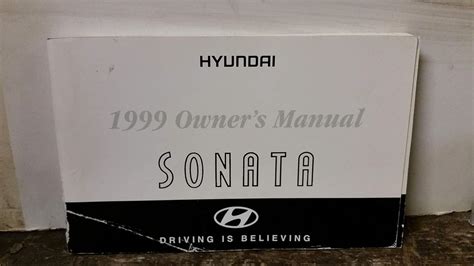 HYUNDAI
1999 Owner's Manual
SONATA
DRIVING IS BELIEVING